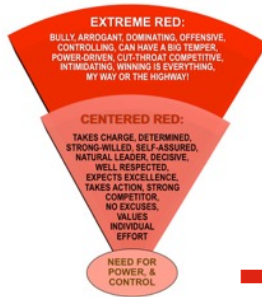 EXTREME RED:
BULLY, ARROGANT, DOMINATING, OFFENSIVE,
CONTROLLING, CAN HAVE A BIG TEMPER,
POWER-DRIVEN, CUT-THROAT COMPETITIVE,
INTIMIDATING, WINNING IS EVERYTHING,
MY WAY OR THE HIGHWAY!
CENTERED RED:
TAKES CHARGE, DETERMINED,
STRONG-WILLED, SELF-ASSURED,
NATURAL LEADER, DECISIVE,
WELL RESPECTED,
EXPECTS EXCELLENCE,
TAKES ACTION, STRONG
COMPETITOR,
NO EXCUSES,
VALUES
INDIVIDUAL
EFFORT
NEED FOR
POWER, &
CONTROL